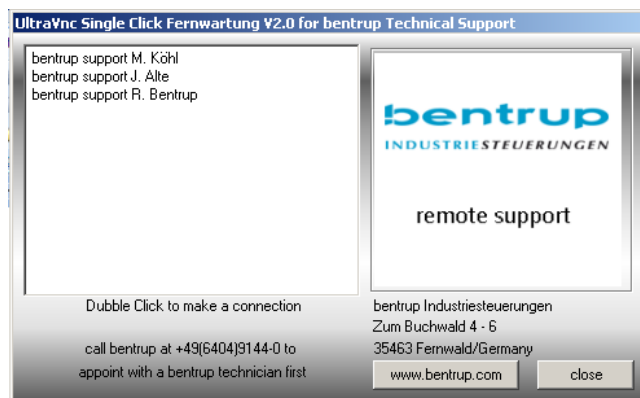 UltraVnc Single Click Fernwartung V2.0 for bentrup Technical Support
bentrup support M. Köhl
bentrup support J. Alte
bentrup support R. Bentrup
bentrup
INDUSTRIESTEUERUNGEN
remote support
Dubble Click to make a connection
call bentrup at +49(6404)9144-0 to
appoint with a bentrup technician first
bentrup Industriesteuerungen
Zum Buchwald 4 - 6
35463 Fernwald/Germany
www.bentrup.com
close